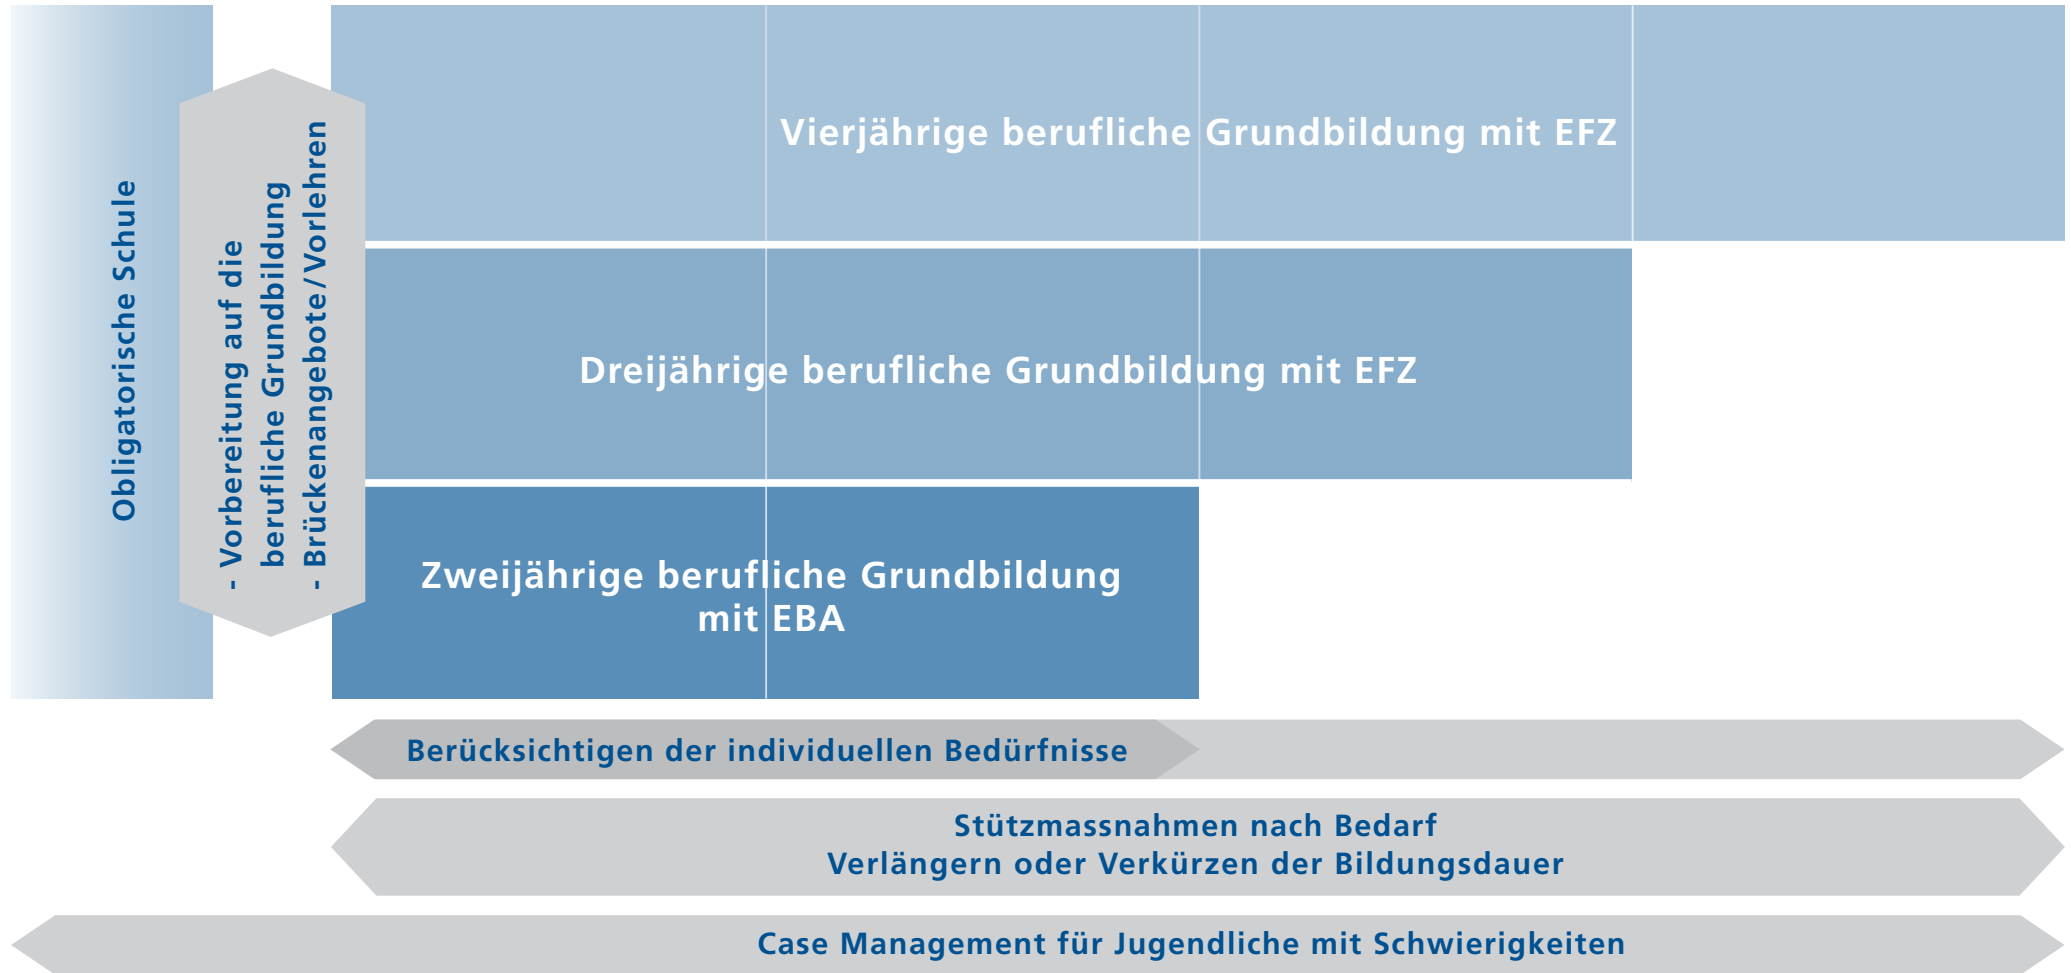 Obligatorische Schule
- Vorbereitung auf die
berufliche Grundbildung
- Brückenangebote/Vorlehren
Vierjährige berufliche Grundbildung mit EFZ
Dreijährige berufliche Grundbildung mit EFZ
Zweijährige berufliche Grundbildung
mit EBA
Berücksichtigen der individuellen Bedürfnisse
Stützmassnahmen nach Bedarf
Verlängern oder Verkürzen der Bildungsdauer
Case Management für Jugendliche mit Schwierigkeiten